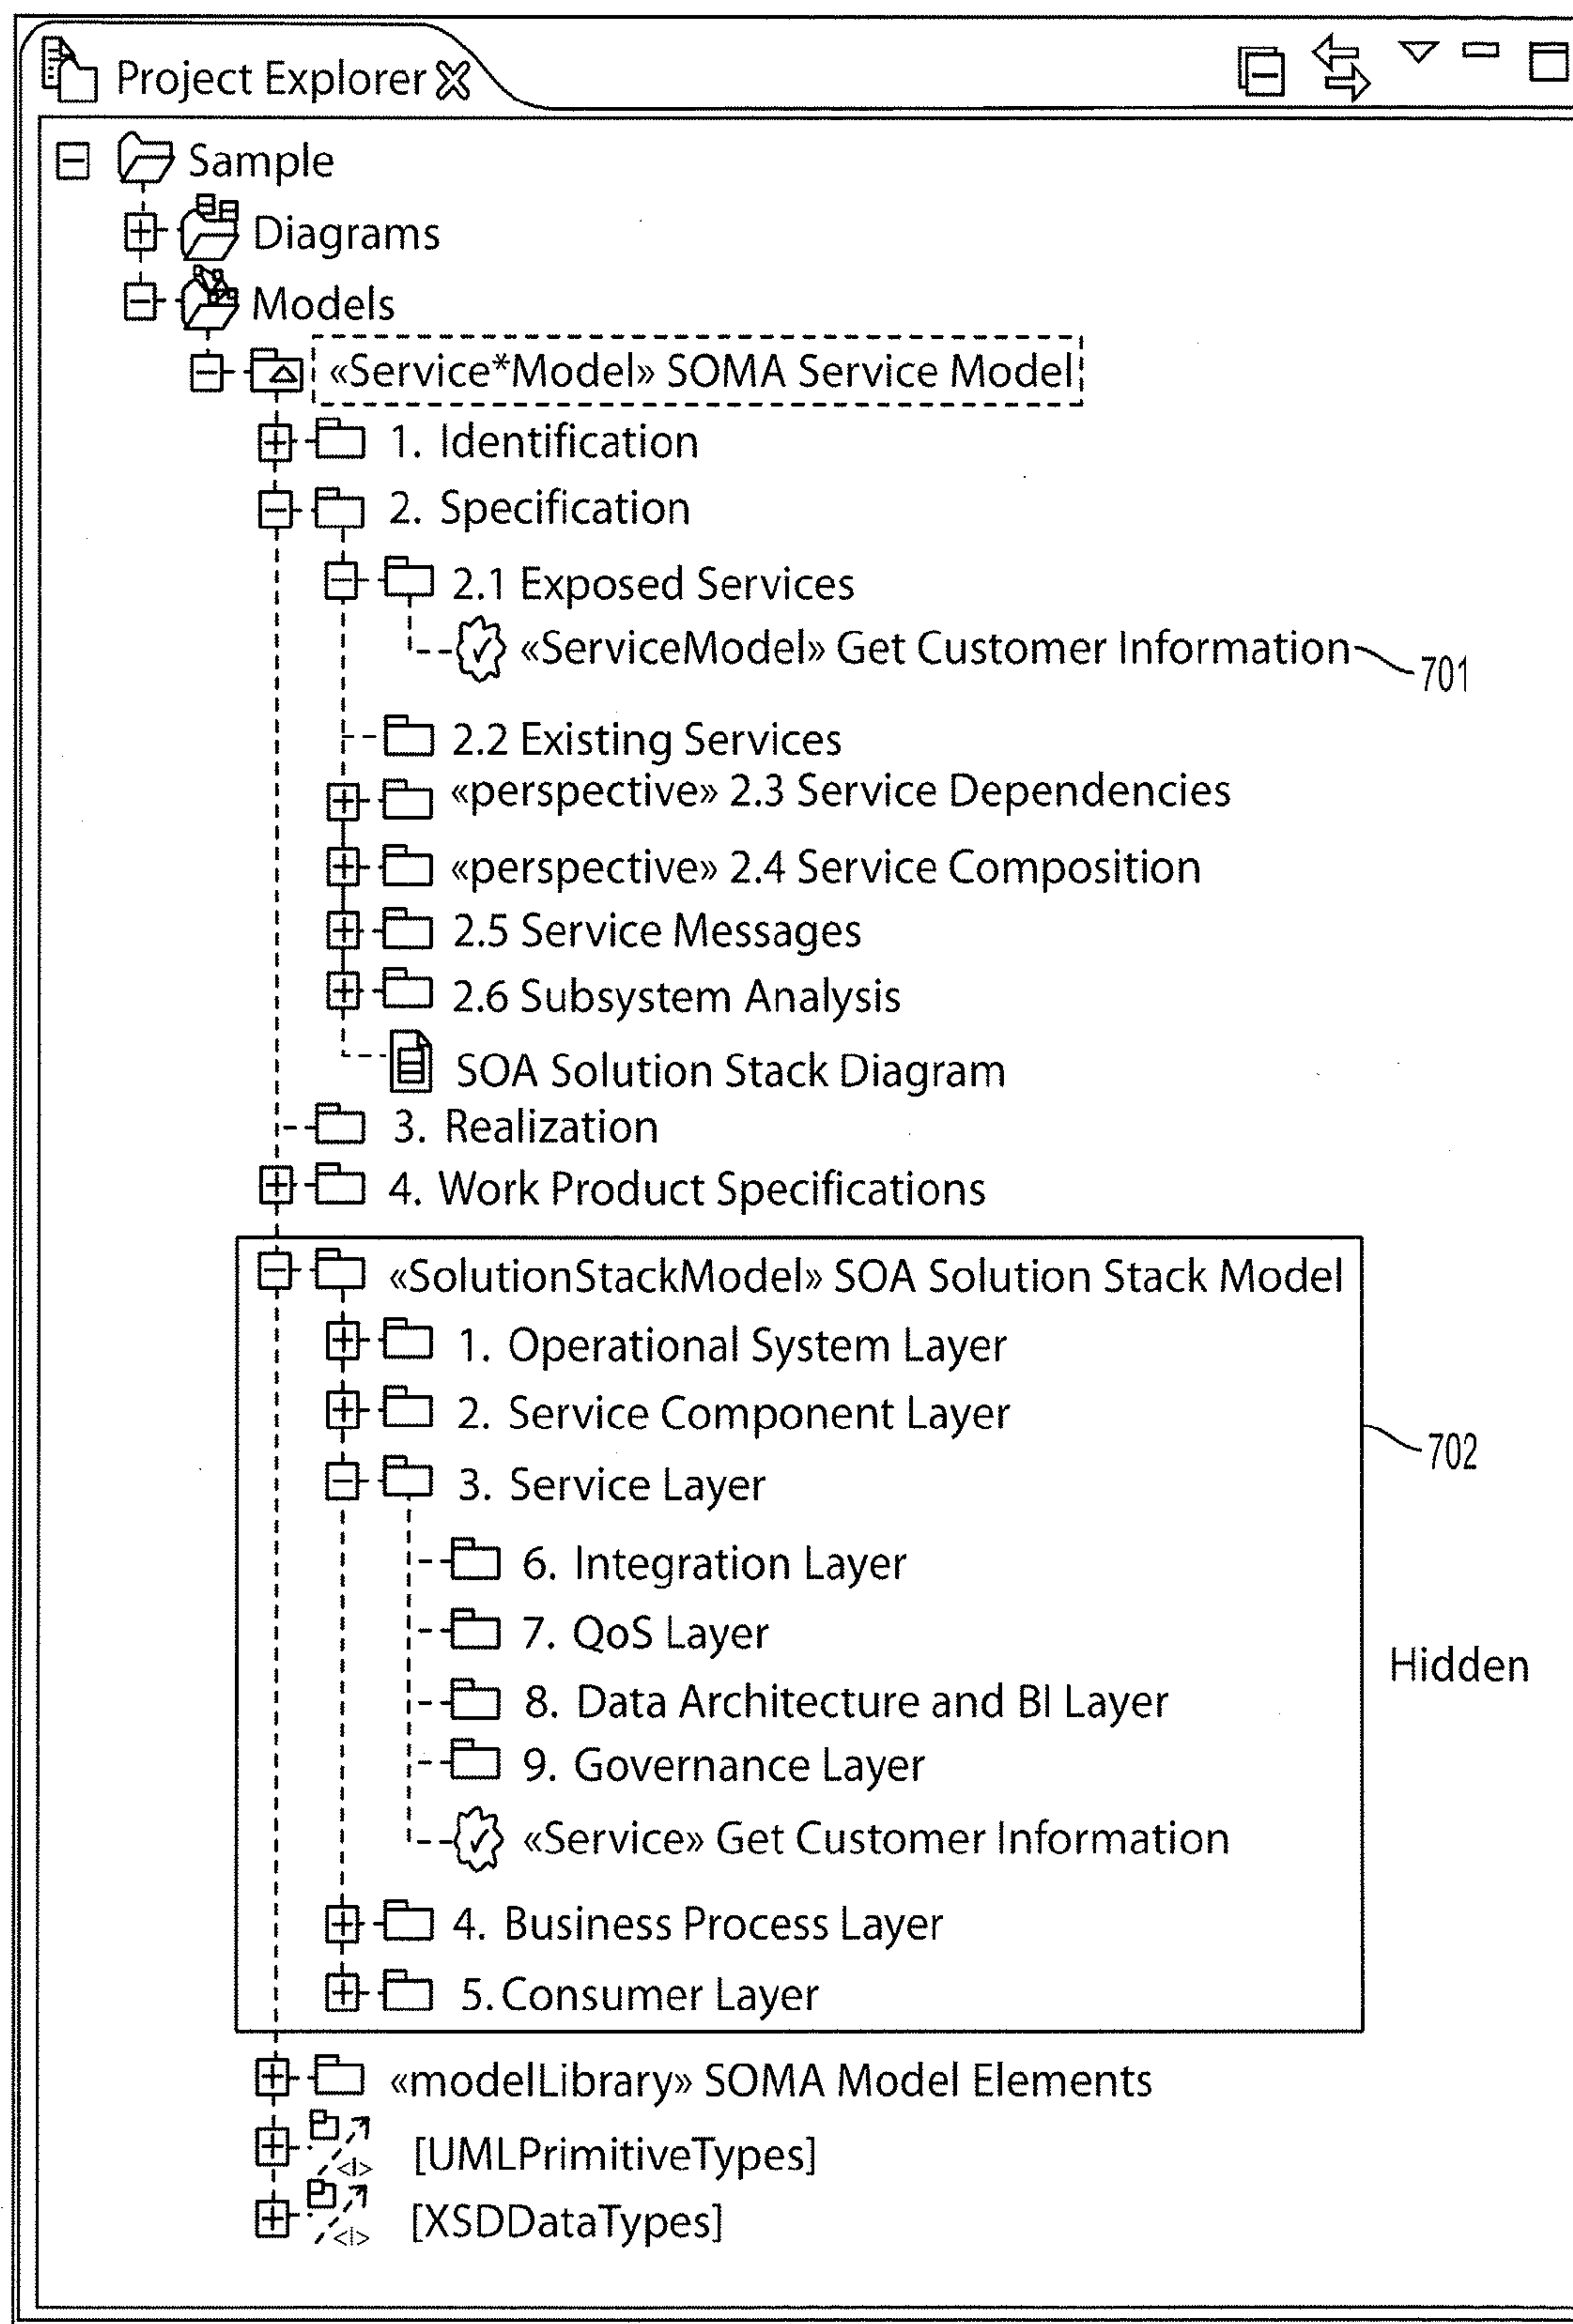 Project Explorer
Sample
Diagrams
Models
«Service*Model» SOMA Service Model
1. Identification
2. Specification
2.1 Exposed Services
«ServiceModel» Get Customer Information
701
2.2 Existing Services
«perspective» 2.3 Service Dependencies
«perspective» 2.4 Service Composition
2.5 Service Messages
2.6 Subsystem Analysis
SOA Solution Stack Diagram
3. Realization
4. Work Product Specifications
«SolutionStackModel» SOA Solution Stack Model
1. Operational System Layer
2. Service Component Layer
702
3. Service Layer
6. Integration Layer
7. QoS Layer
Hidden
8. Data Architecture and BI Layer
9. Governance Layer
«Service» Get Customer Information
4. Business Process Layer
5. Consumer Layer
«modelLibrary» SOMA Model Elements
[UMLPrimitiveTypes]
[XSDDataTypes]